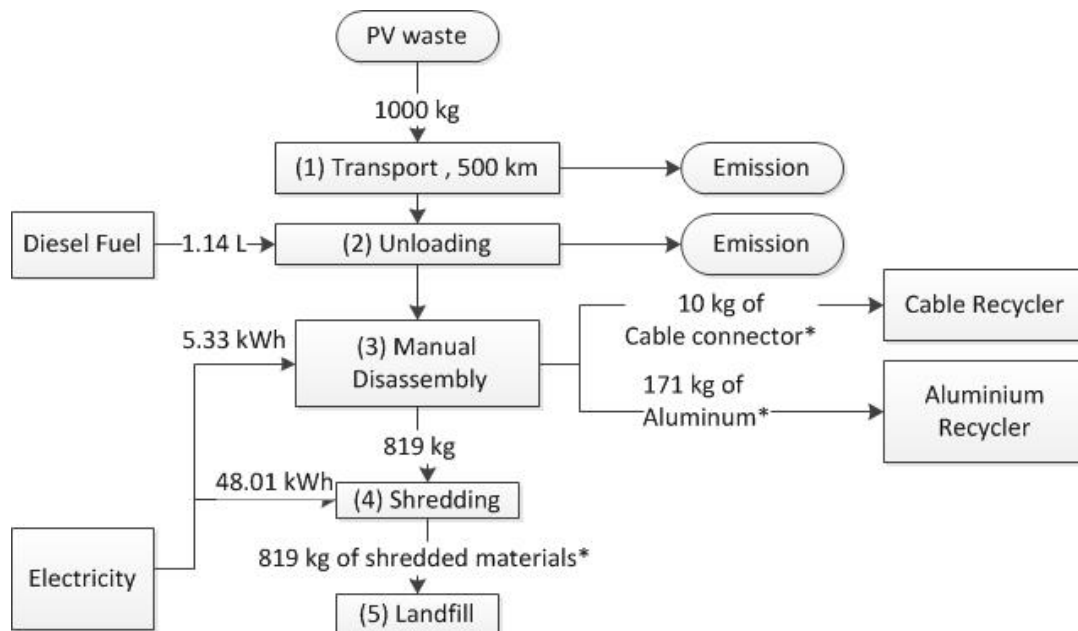 PV waste
1000 kg
(1) Transport , 500 km
Emission
Diesel Fuel
1.14 L
(2) Unloading
Emission
5.33 kWh
(3) Manual
Disassembly
10 kg of
Cable connector*
Cable Recycler
171 kg of
Aluminum*
Aluminium
Recycler
819 kg
48.01 kWh
(4) Shredding
819 kg of shredded materials*
Electricity
(5) Landfill